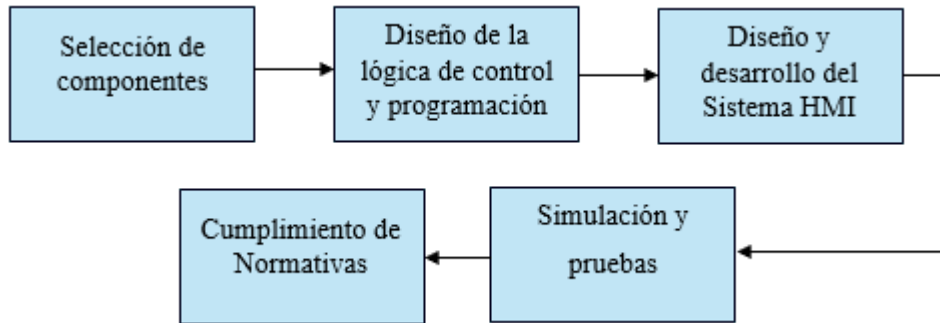 Selección de
componentes
Diseño de la
lógica de control
y programación
Diseño y
desarrollo del
Sistema HMI
Simulación y
pruebas
Cumplimiento de
Normativas